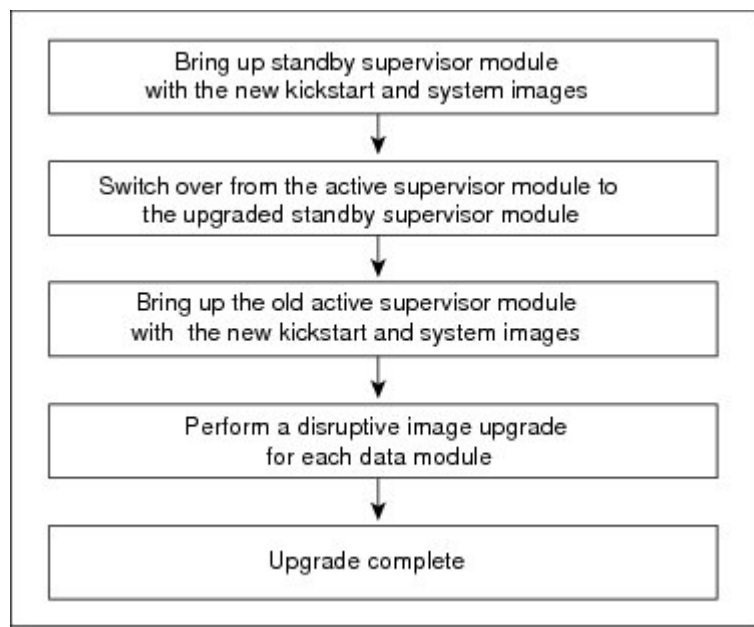 Bring up standby supervisor module
with the new kickstart and system images
Switch over from the active supervisor module to
the upgraded standby supervisor module
Bring up the old active supervisor module
with the new kickstart and system images
Perform a disruptive image upgrade
for each data module
Upgrade complete